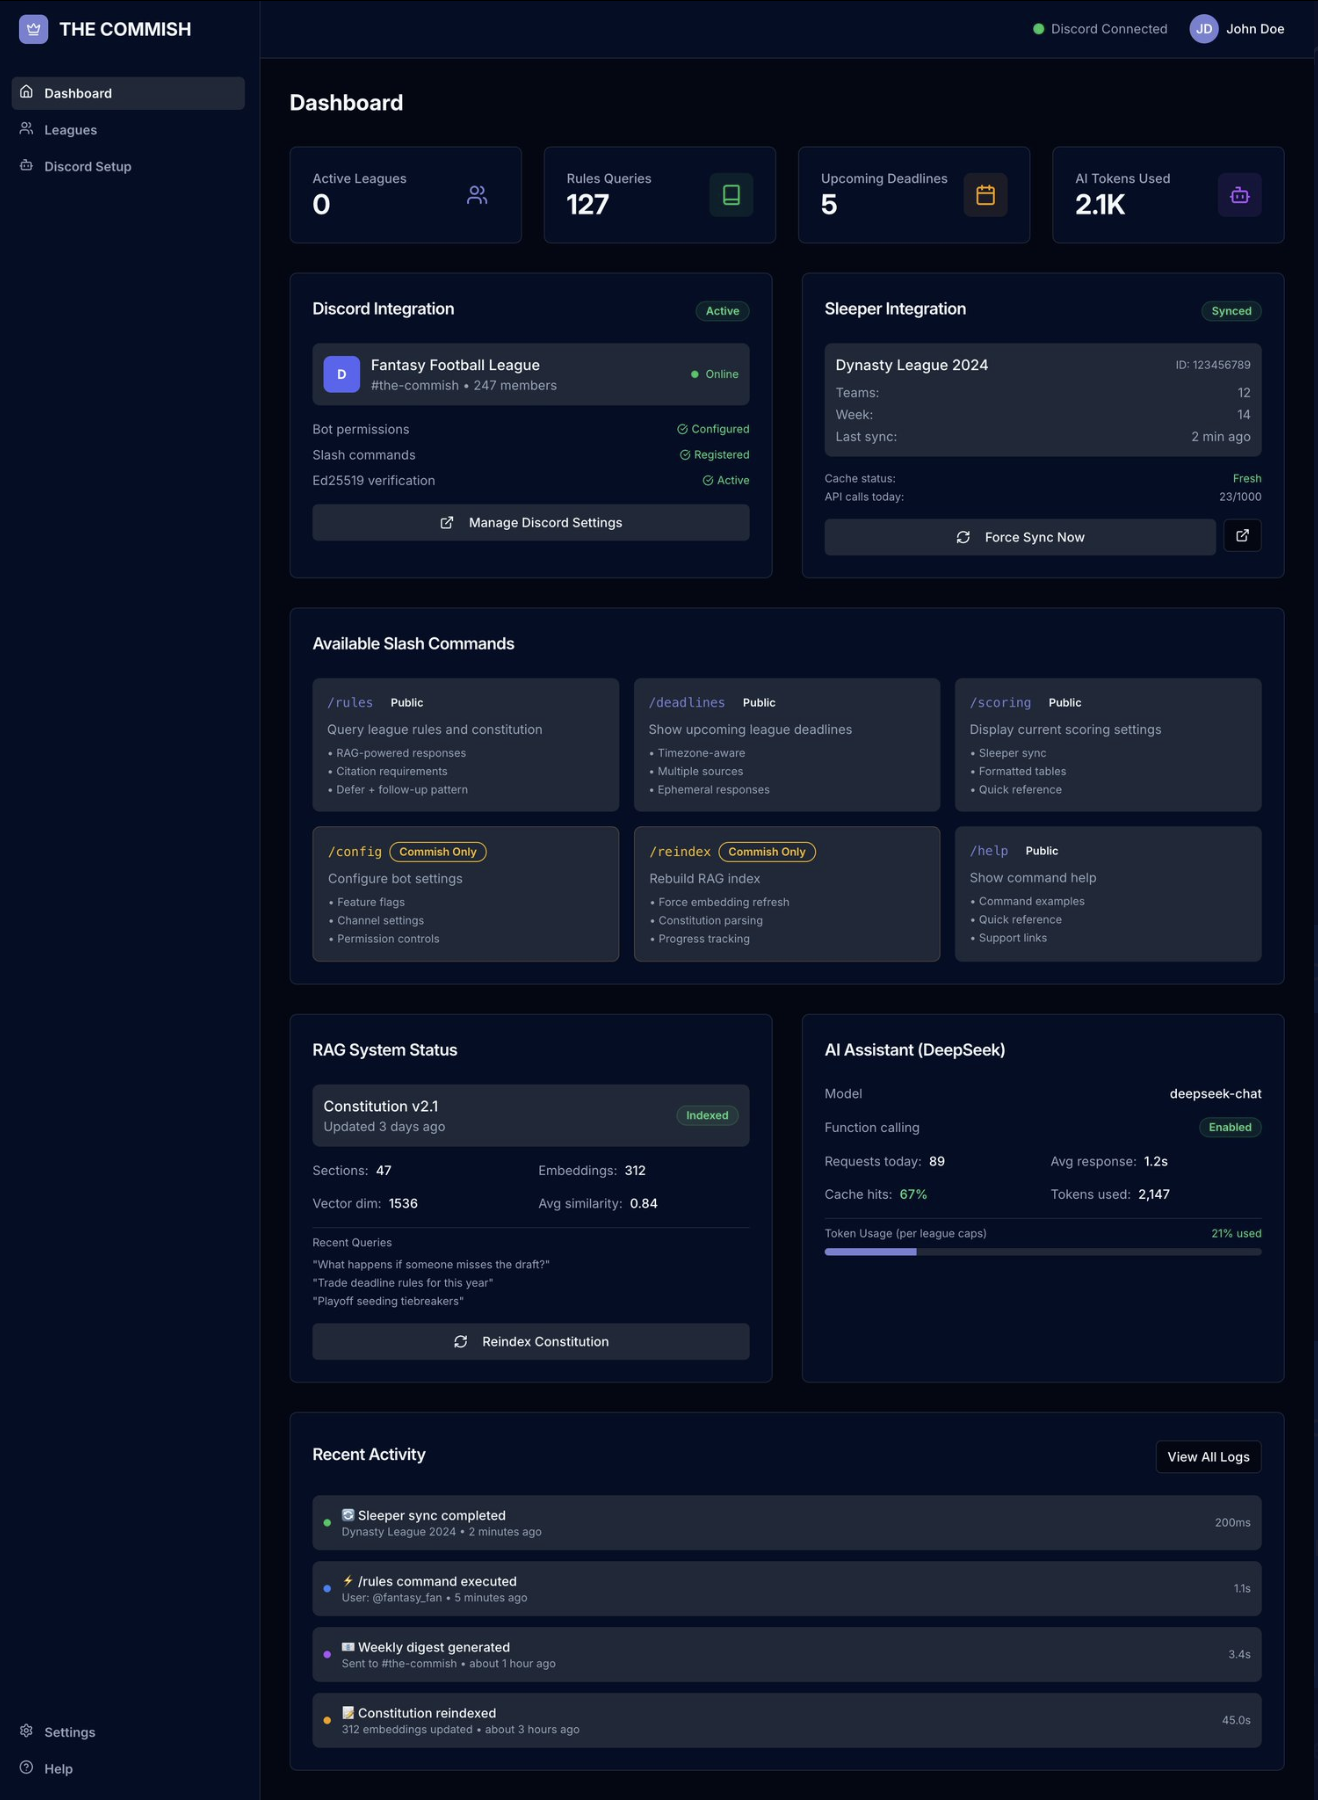 THE COMMISH
Discord Connected
JD
John Doe
Dashboard
Leagues
Discord Setup
Dashboard
Active Leagues
0
Rules Queries
127
Upcoming Deadlines
5
AI Tokens Used
2.1K
Discord Integration
Active
D
Fantasy Football League
#the-commish • 247 members
Online
Bot permissions
Configured
Slash commands
Registered
Ed25519 verification
Active
Manage Discord Settings
Sleeper Integration
Synced
Dynasty League 2024
ID: 123456789
Teams:
12
Week:
14
Last sync:
2 min ago
Cache status:
Fresh
API calls today:
23/1000
Force Sync Now
Available Slash Commands
/rules Public
Query league rules and constitution
• RAG-powered responses
• Citation requirements
• Defer + follow-up pattern
/deadlines Public
Show upcoming league deadlines
• Timezone-aware
• Multiple sources
• Ephemeral responses
/scoring Public
Display current scoring settings
• Sleeper sync
• Formatted tables
• Quick reference
/config Commish Only
Configure bot settings
• Feature flags
• Channel settings
• Permission controls
/reindex Commish Only
Rebuild RAG index
• Force embedding refresh
• Constitution parsing
• Progress tracking
/help Public
Show command help
• Command examples
• Quick reference
• Support links
RAG System Status
Constitution v2.1
Updated 3 days ago
Indexed
Sections: 47
Embeddings: 312
Vector dim: 1536
Avg similarity: 0.84
Recent Queries
"What happens if someone misses the draft?"
"Trade deadline rules for this year"
"Playoff seeding tiebreakers"
Reindex Constitution
AI Assistant (DeepSeek)
Model
deepseek-chat
Function calling
Enabled
Requests today: 89
Avg response: 1.2s
Cache hits: 67%
Tokens used: 2,147
Token Usage (per league caps)
21% used
Recent Activity
View All Logs
🔄 Sleeper sync completed
Dynasty League 2024 • 2 minutes ago
200ms
⚡ /rules command executed
User: @fantasy_fan • 5 minutes ago
1.1s
Weekly digest generated
Sent to #the-commish • about 1 hour ago
3.4s
📝 Constitution reindexed
312 embeddings updated • about 3 hours ago
45.0s
Settings
Help